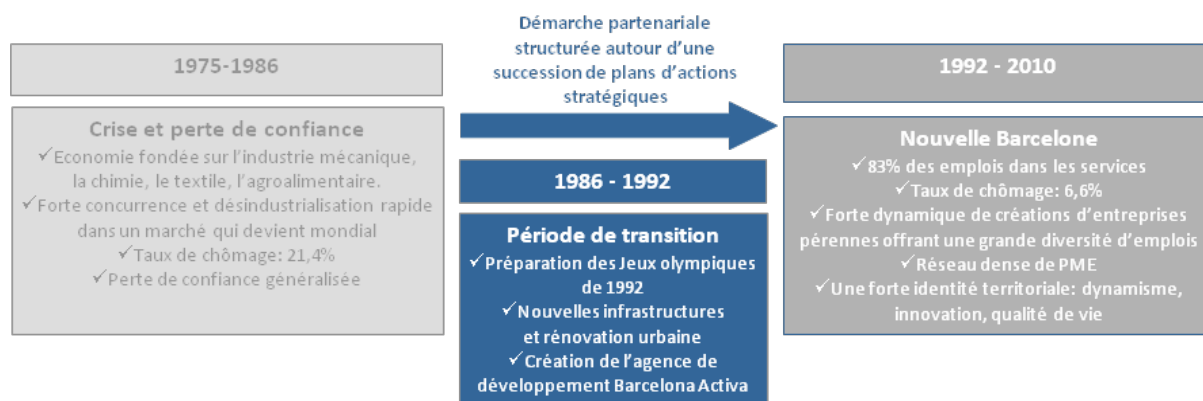 1975-1986
Crise et perte de confiance
✓Economie fondée sur l'industrie mécanique,
la chimie, le textile, l'agroalimentaire.
✓Forte concurrence et désindustrialisation rapide
dans un marché qui devient mondial
✓Taux de chômage: 21,4%
✓Perte de confiance généralisée
Démarche partenariale
structurée autour d'une
succession de plans d'actions
stratégiques
1986 - 1992
Période de transition
✓Préparation des Jeux olympiques
de 1992
✓Nouvelles infrastructures
et rénovation urbaine
✓Création de l'agence de
développement Barcelona Activa
1992 - 2010
Nouvelle Barcelone
✓83% des emplois dans les services
✓Taux de chômage: 6,6%
✓Forte dynamique de créations d'entreprises
pérennes offrant une grande diversité d'emplois
✓Réseau dense de PME
✓Une forte identité territoriale: dynamisme,
innovation, qualité de vie